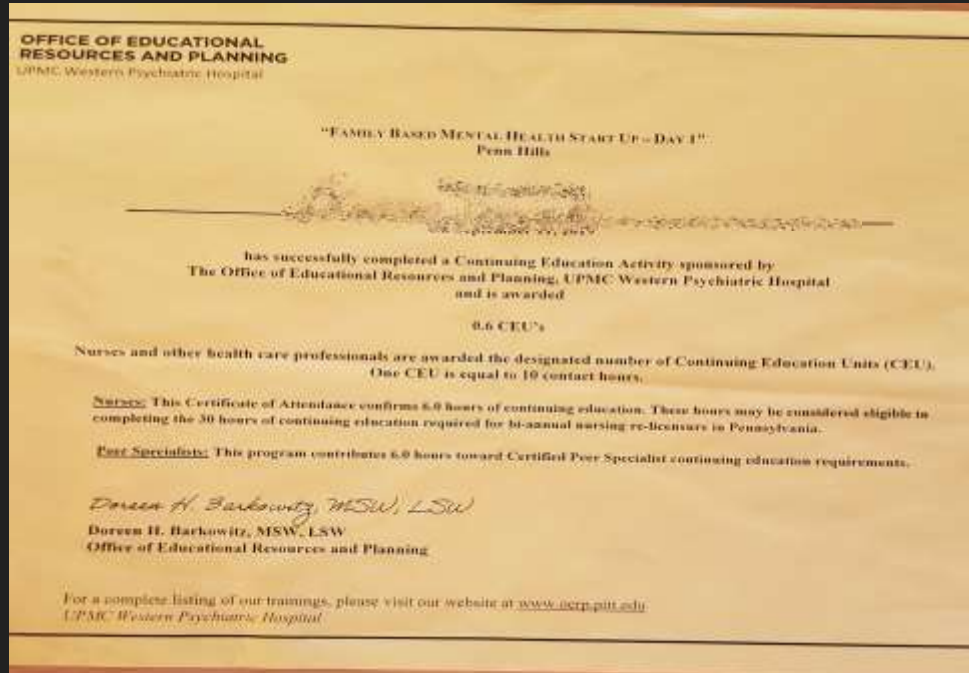 OFFICE OF EDUCATIONAL
RESOURCES AND PLANNING
UPMC Western Psychiatric Hospital
"FAMILY BASED MENTAL HEALTH START UP – DAY 1"
Penn Hills
has successfully completed a Continuing Education Activity sponsored by
The Office of Educational Resources and Planning, UPMC Western Psychiatric Hospital
and is awarded
0.6 CEU's
Nurses and other health care professionals are awarded the designated number of Continuing Education Units (CEU).
One CEU is equal to 10 contact hours.
Nurses: This Certificate of Attendance confirms 6.0 hours of continuing education. These hours may be considered eligible in
completing the 30 hours of continuing education required for bi-annual nursing re-licensure in Pennsylvania.
Peer Specialists: This program contributes 6.0 hours toward Certified Peer Specialist continuing education requirements.
Doreen H. Barkowitz, MSW, LSW
Doreen H. Barkowitz, MSW, LSW
Office of Educational Resources and Planning
For a complete listing of our trainings, please visit our website at www.oerp.pitt.edu
UPMC Western Psychiatric Hospital